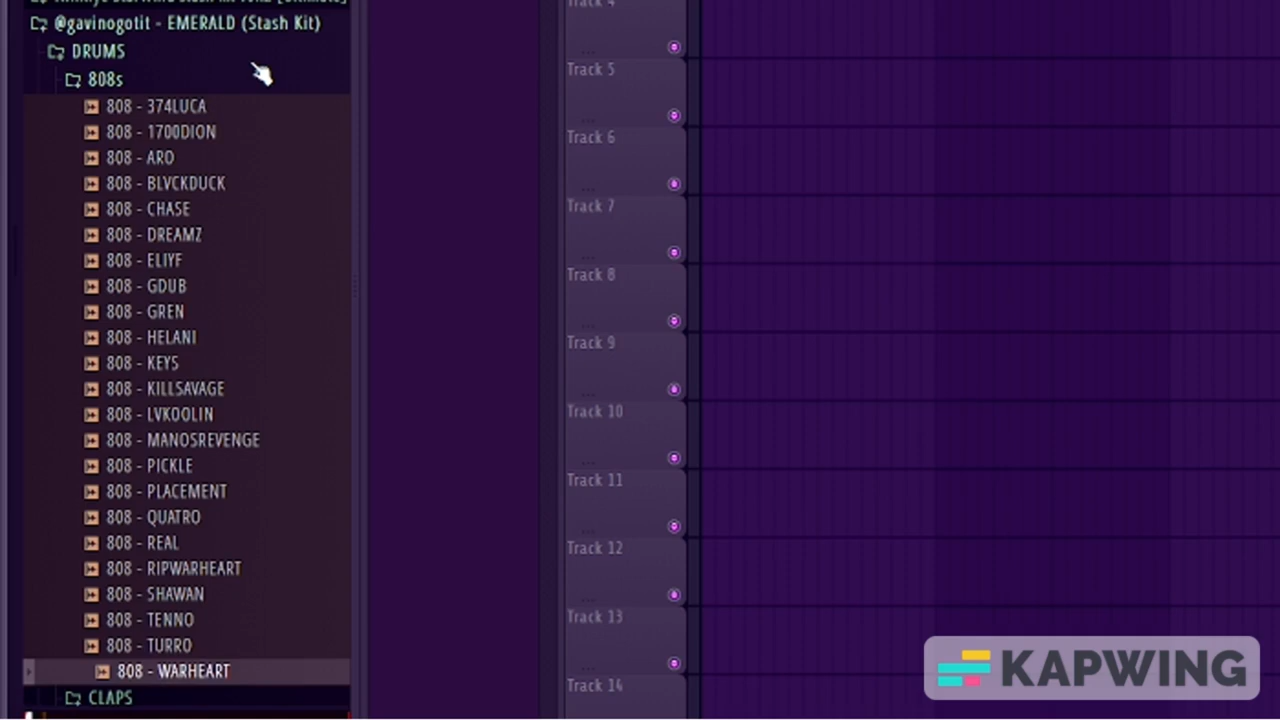 @gavinogotit - EMERALD (Stash Kit)
DRUMS
808s
808 - 374LUCA
808 - 1700DION
808 - ARO
808 - BLVCKDUCK
808 - CHASE
808 - DREAMZ
808 - ELIYF
808 - GDUB
808 - GREN
808 - HELANI
808 - KEYS
808 - KILLSAVAGE
808 - LVKOOLIN
808 - MANOSREVENGE
808 - PICKLE
808 - PLACEMENT
808 - QUATRO
808 - REAL
808 - RIPWARHEART
808 - SHAWAN
808 - TENNO
808 - TURRO
808 - WARHEART
CLAPS
Track 4
Track 5
Track 6
Track 7
Track 8
Track 9
Track 10
Track 11
Track 12
Track 13
Track 14
KAPWING